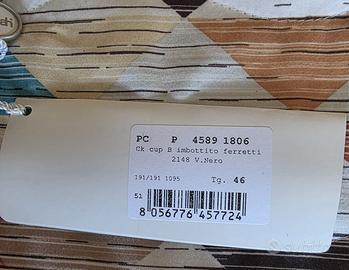 PC P 4589 1806
Ck cup B imbottito ferretti
2148 V.Nero
191/191 1095 Tg. 46
51
8 056776 457724